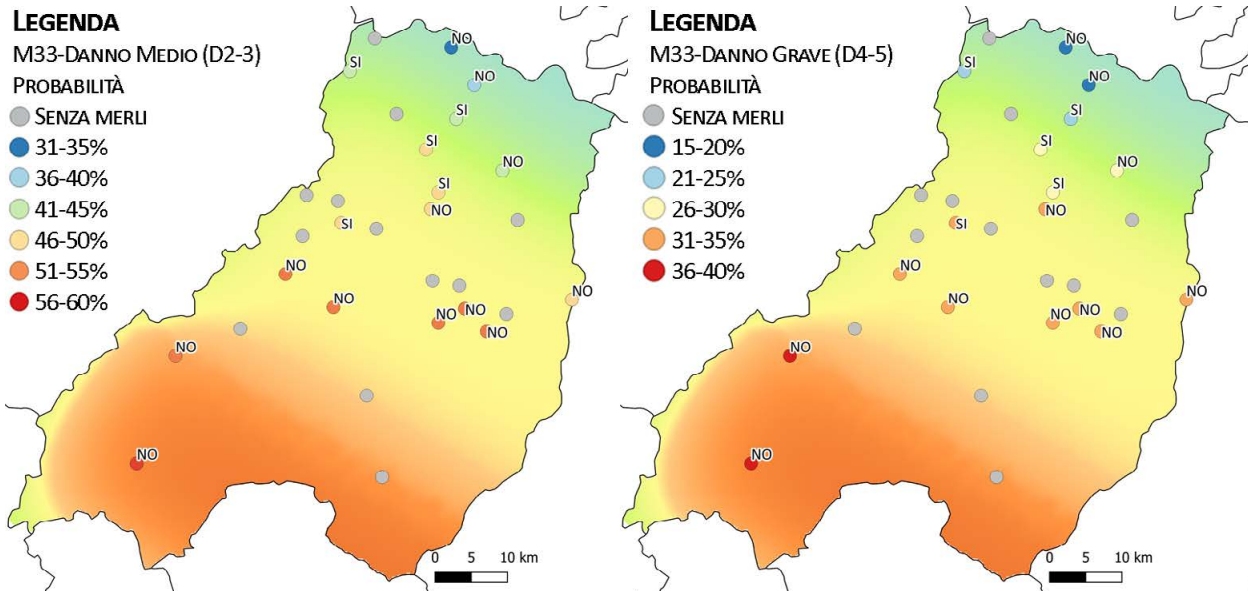 LEGENDA
M33-DANNO MEDIO (D2-3)
PROBABILITÀ
SENZA MERLI
31-35%
36-40%
41-45%
46-50%
51-55%
56-60%
NO
SI
NO
SI
SI
NO
SI
NO
SI
NO
NO
NO
NO
NO
NO
NO
NO
0 5 10 km
LEGENDA
M33-DANNO GRAVE (D4-5)
PROBABILITÀ
SENZA MERLI
15-20%
21-25%
26-30%
31-35%
36-40%
NO
SI
NO
SI
SI
NO
SI
NO
SI
NO
NO
NO
NO
NO
NO
NO
NO
0 5 10 km